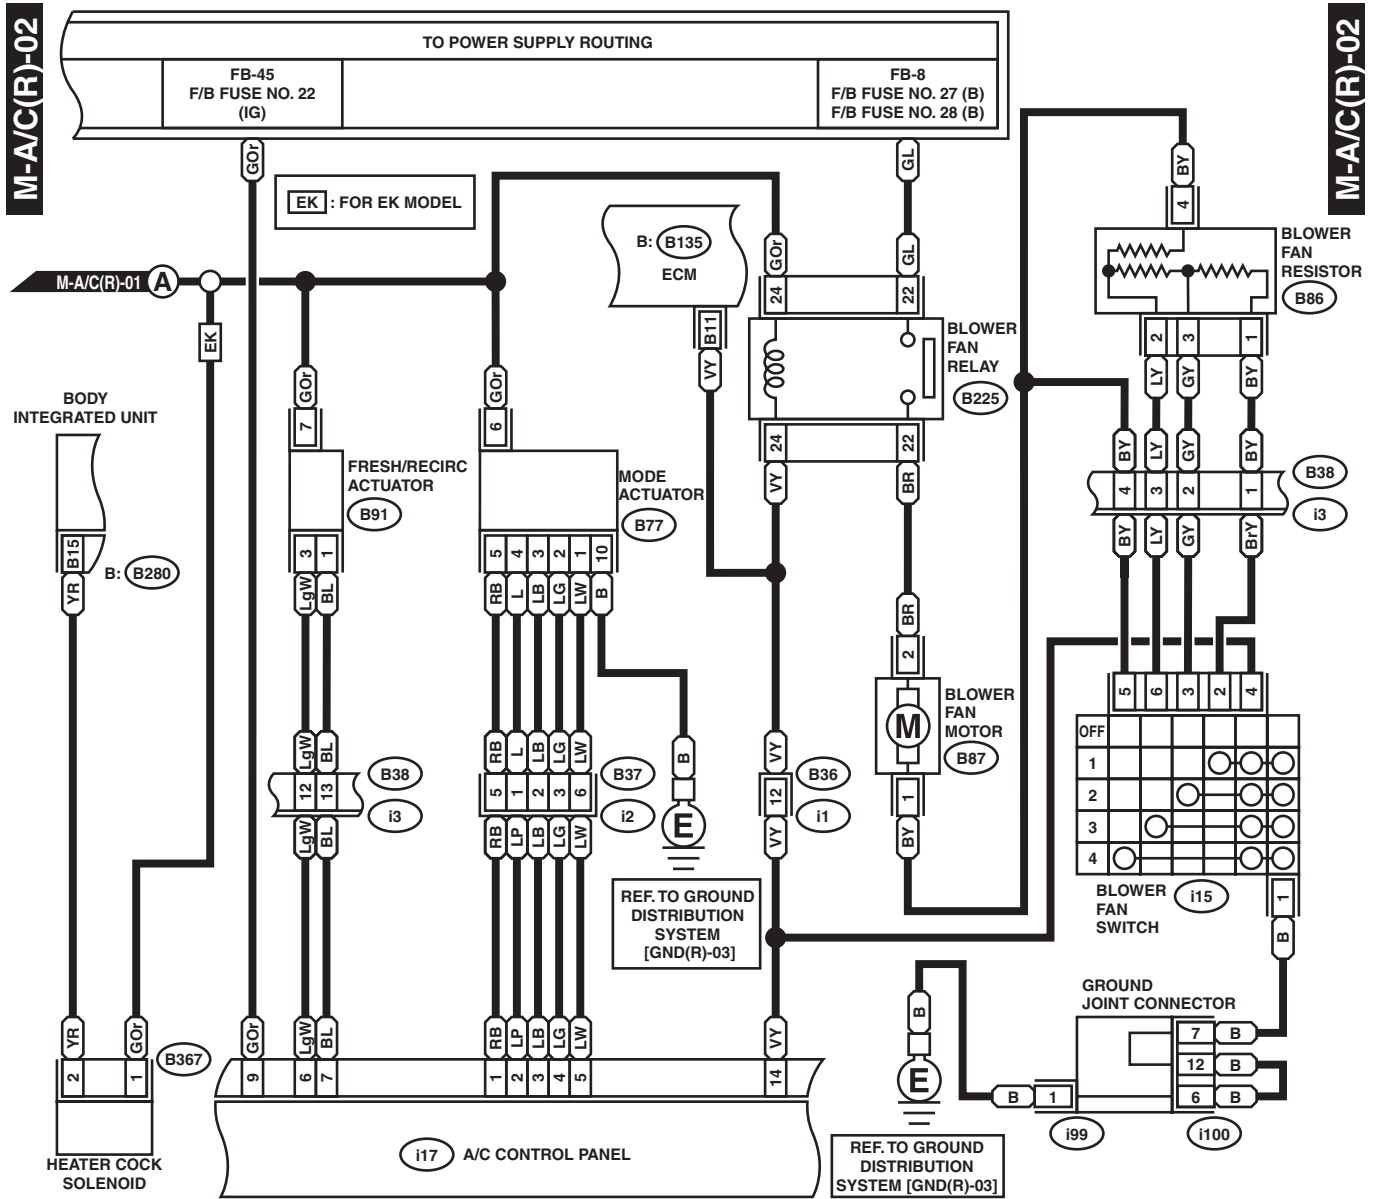 M-A/C(R)-02
M-A/C(R)-02
TO POWER SUPPLY ROUTING
FB-45
F/B FUSE NO. 22
(IG)
FB-8
F/B FUSE NO. 27 (B)
F/B FUSE NO. 28 (B)
GOr
GL
BY
4
EK : FOR EK MODEL
B: B135
ECM
B11
VY
GOr
GL
24
22
BLOWER
FAN
RELAY
B225
24
22
VY
BR
BLOWER
FAN
RESISTOR
B86
2
3
1
LY
GY
BY
M-A/C(R)-01
A
EK
GOr
GOr
7
6
BODY
INTEGRATED UNIT
B15
B: B280
YR
FRESH/RECIRC
ACTUATOR
B91
3
1
LgW
BL
MODE
ACTUATOR
B77
5
4
3
2
1
10
RB
L
LB
LG
LW
B
BY
LY
GY
BY
4
3
2
1
B38
i3
BY
LY
GY
BrY
BR
2
M
BLOWER
FAN
MOTOR
B87
1
BY
5
6
3
2
4
OFF
1
2
3
4
BLOWER
FAN
SWITCH
i15
1
B
LgW
BL
12
13
B38
i3
LgW
BL
RB
L
LB
LG
LW
5
1
2
3
6
B37
i2
RB
LP
LB
LG
LW
B
E
REF. TO GROUND
DISTRIBUTION
SYSTEM
[GND(R)-03]
VY
12
B36
i1
VY
GROUND
JOINT CONNECTOR
7
B
12
B
6
B
i100
B
1
i99
B
E
REF. TO GROUND
DISTRIBUTION
SYSTEM [GND(R)-03]
YR
GOr
B367
2
1
HEATER COCK
SOLENOID
GOr
LgW
BL
RB
LP
LB
LG
LW
VY
9
6
7
1
2
3
4
5
14
i17
A/C CONTROL PANEL